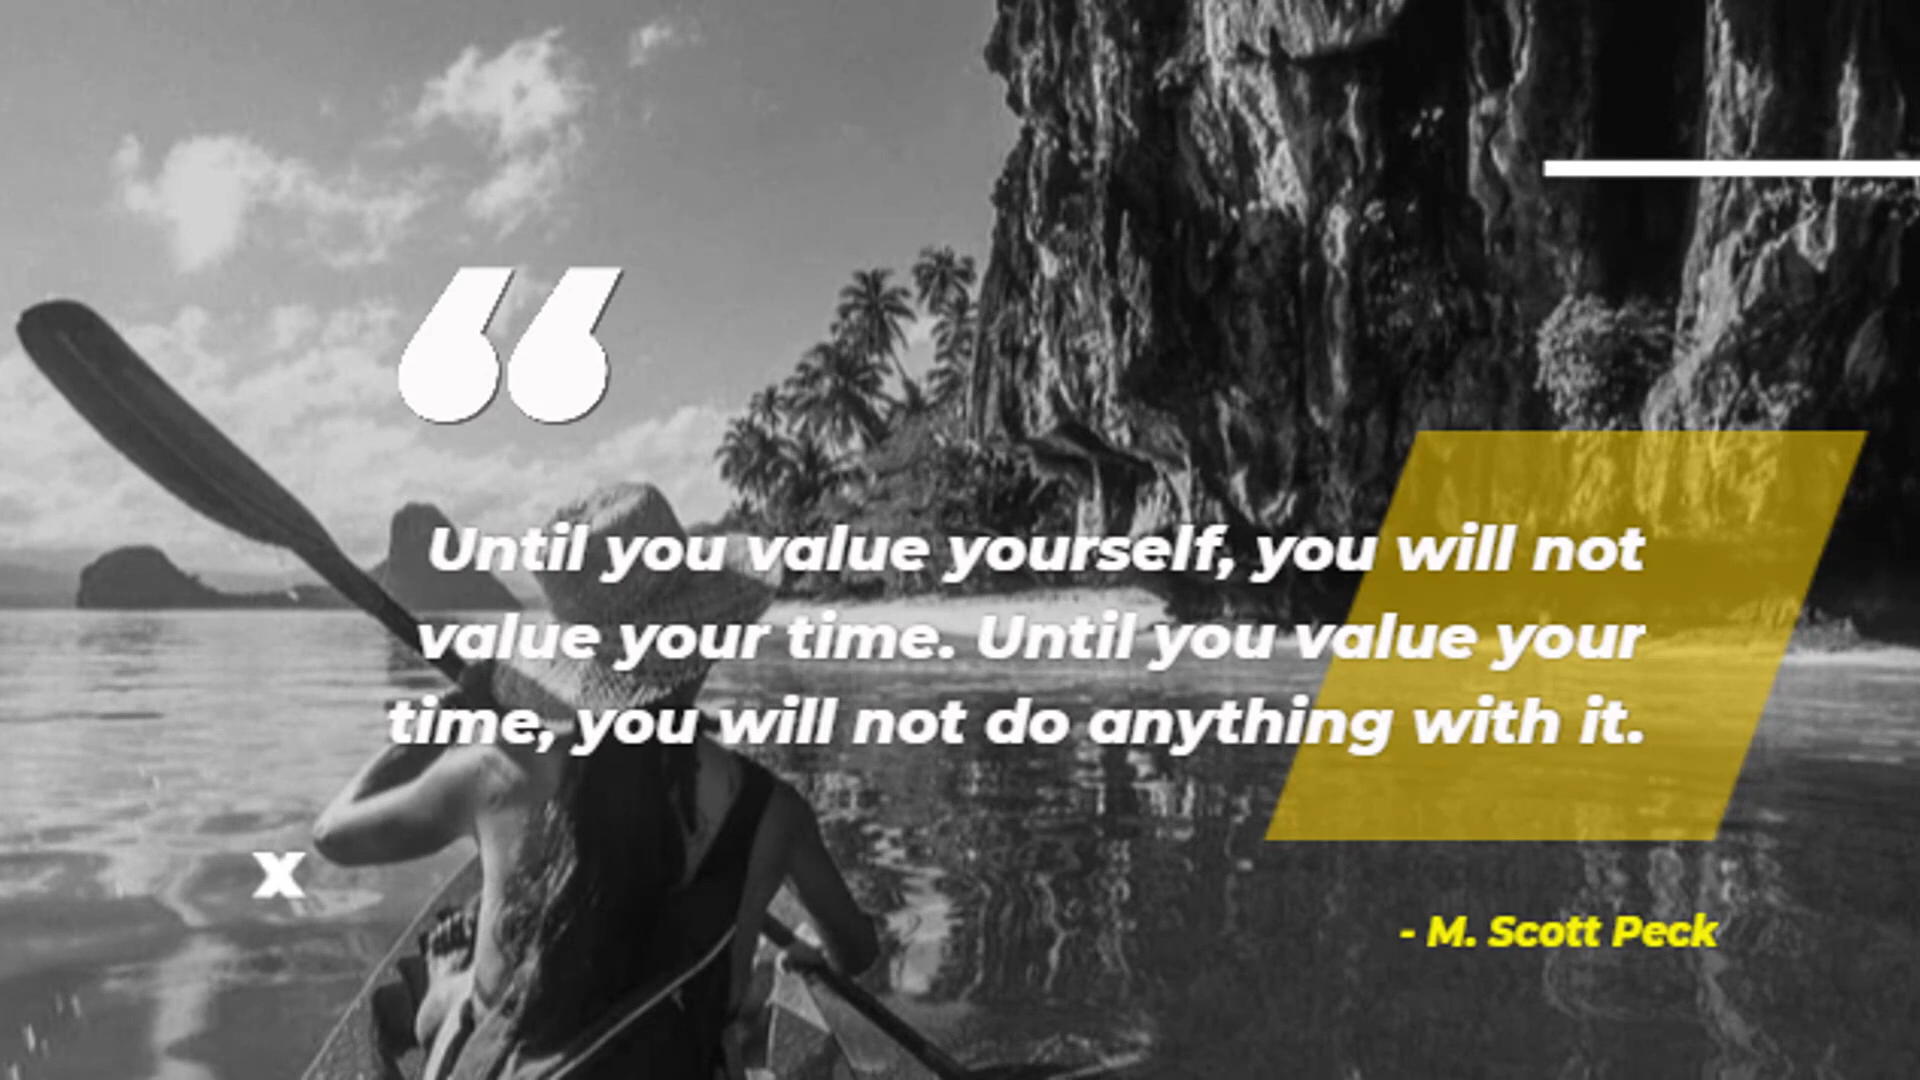 “
Until you value yourself, you will not
value your time. Until you value your
time, you will not do anything with it.
x
- M. Scott Peck